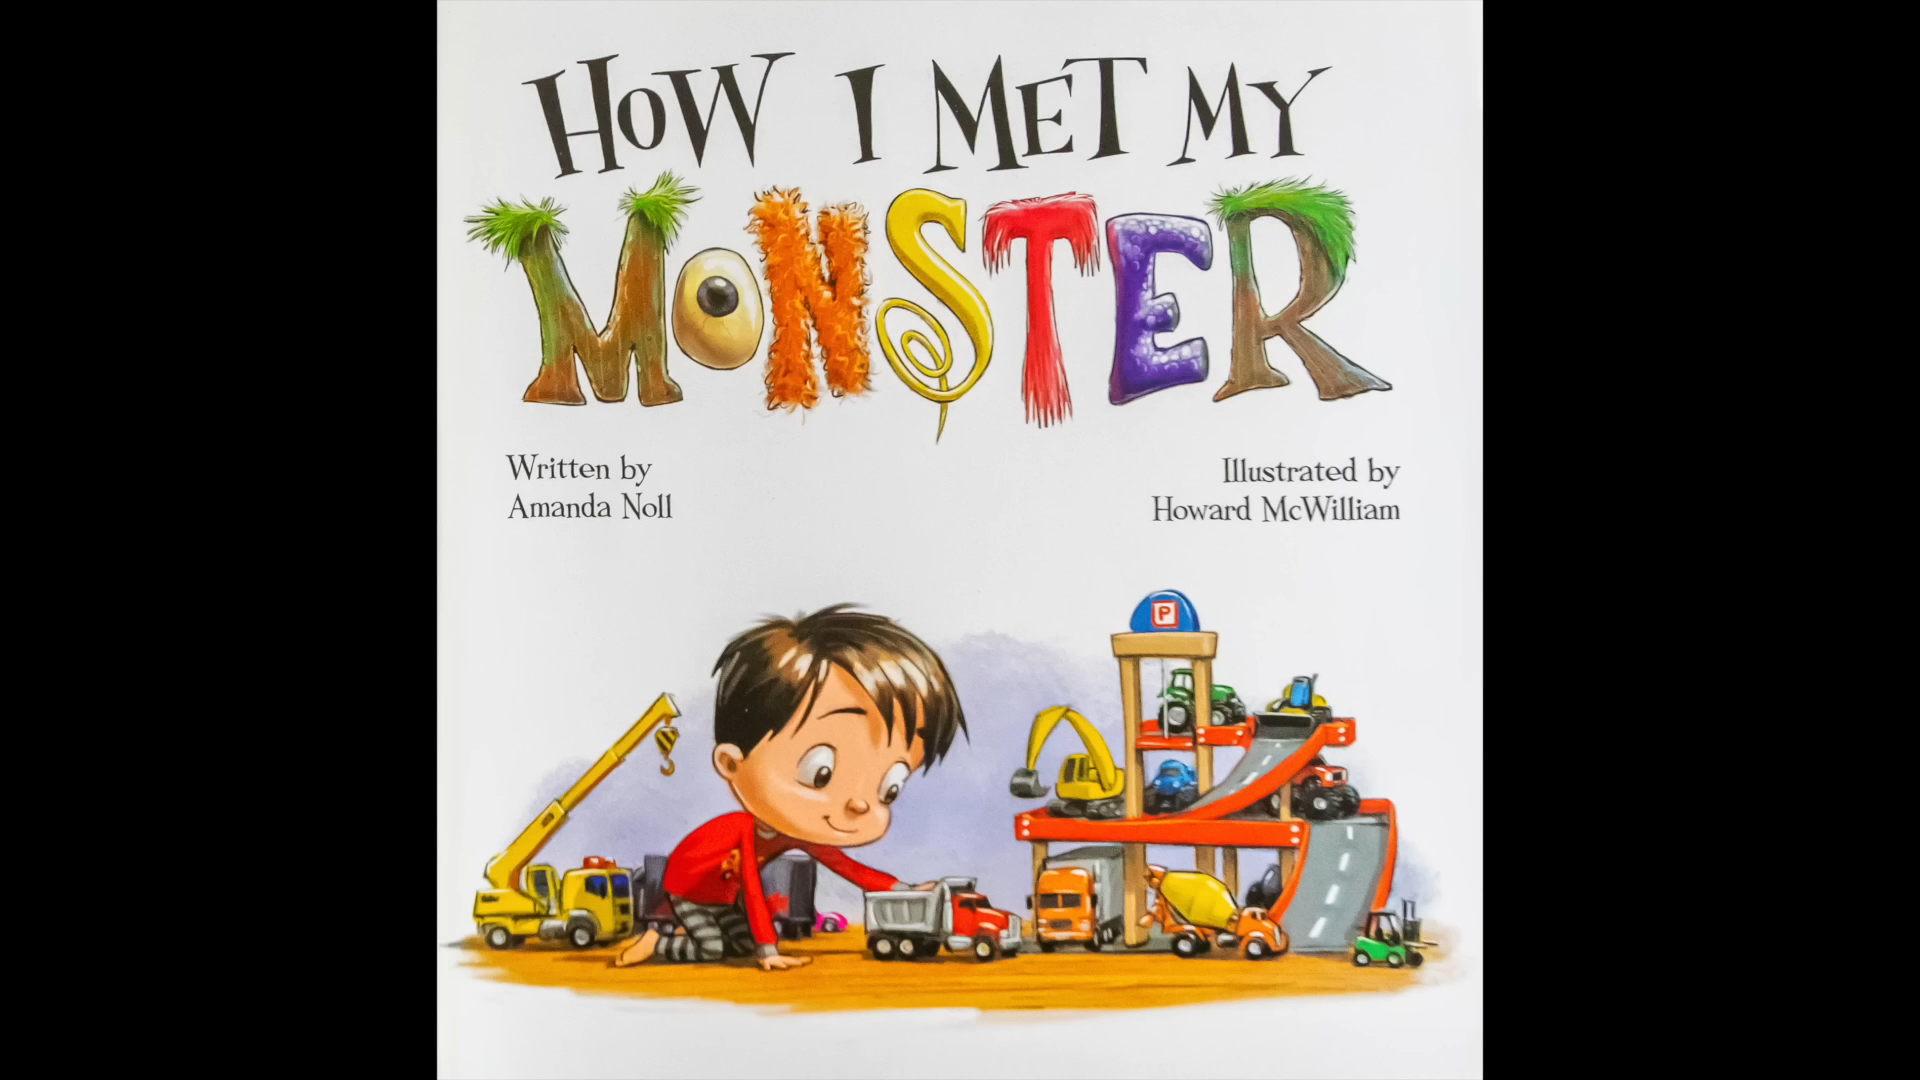 How I Met My
Monster
Written by
Amanda Noll
Illustrated by
Howard McWilliam
P